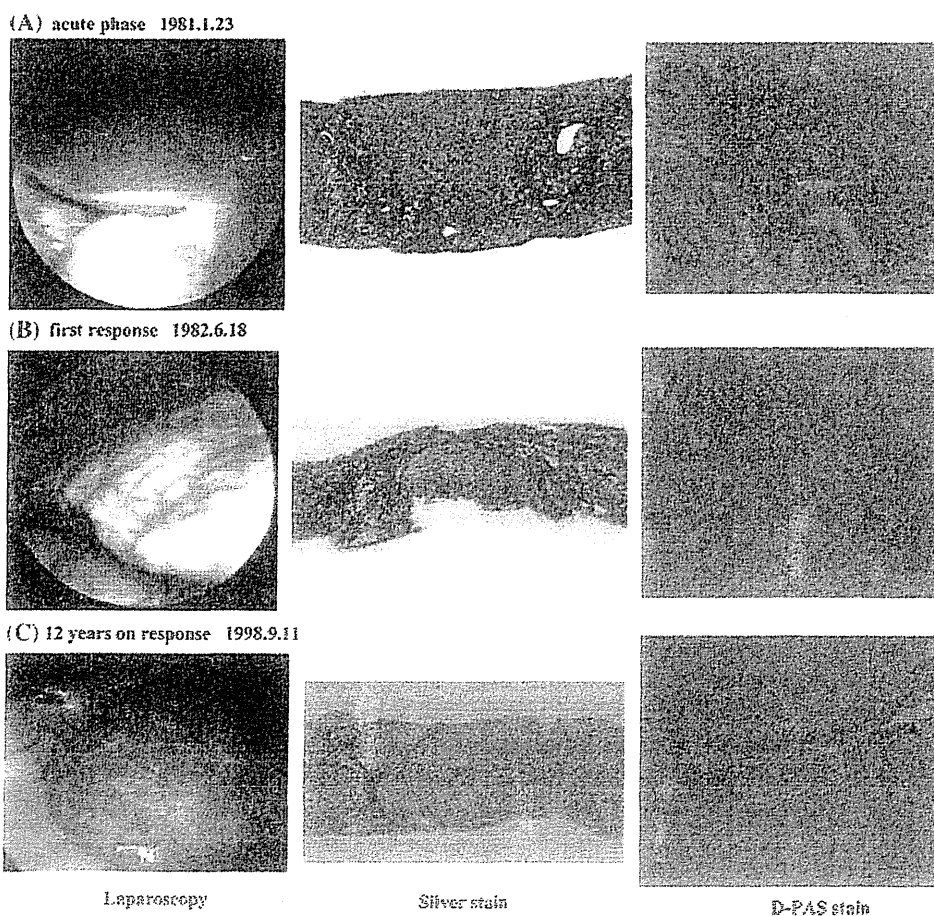 (A) acute phase 1981.1.23
(B) first response 1982.6.18
(C) 12 years on response 1998.9.11
Laparoscopy Silver stain D-PAS stain